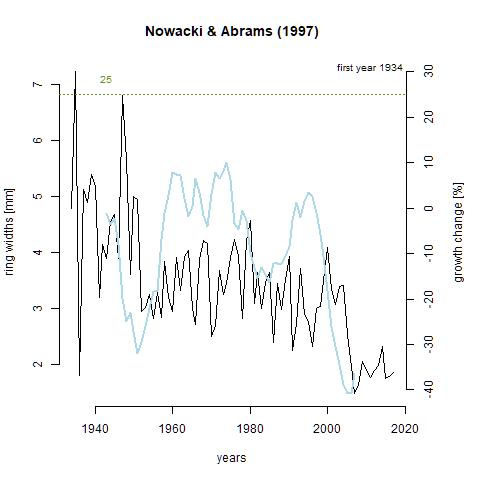 Nowacki & Abrams (1997)
first year 1934
25
ring widths [mm]
7
6
5
4
3
2
growth change [%]
30
20
10
0
-10
-20
-30
-40
1940 1960 1980 2000 2020
years